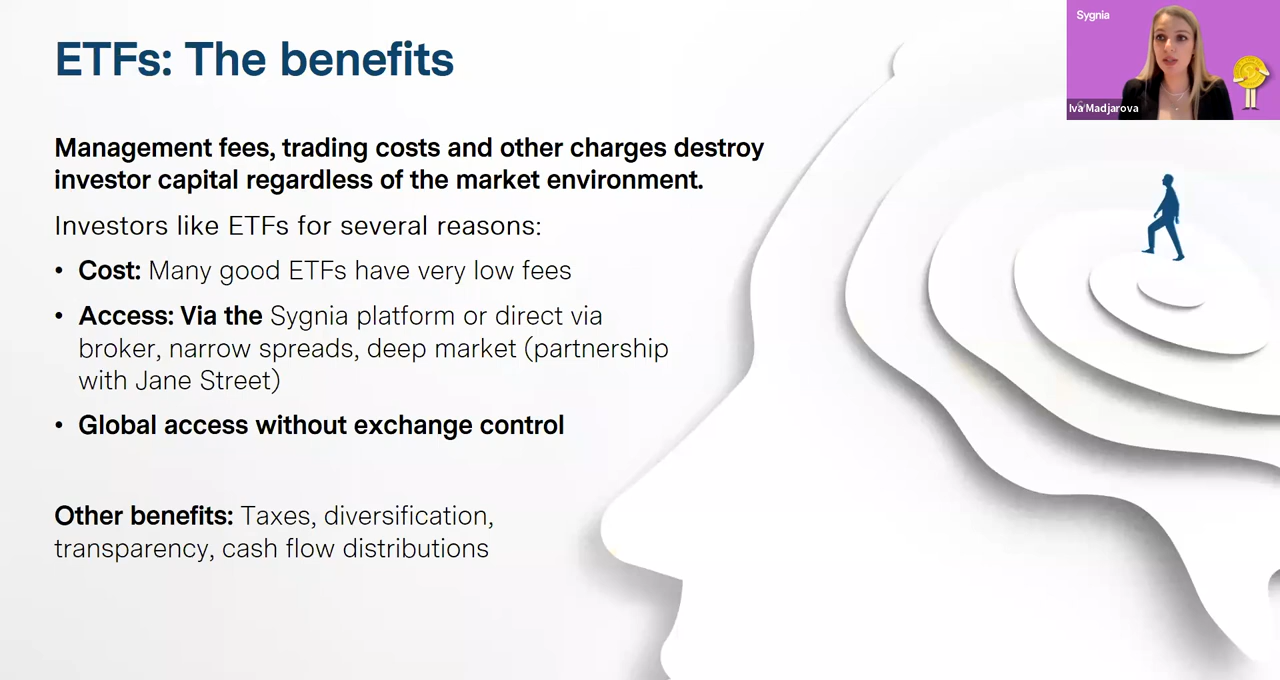 ETFs: The benefits
Sygnia
Iva Madjarova
Management fees, trading costs and other charges destroy
investor capital regardless of the market environment.
Investors like ETFs for several reasons:
• Cost: Many good ETFs have very low fees
• Access: Via the Sygnia platform or direct via
broker, narrow spreads, deep market (partnership
with Jane Street)
• Global access without exchange control
Other benefits: Taxes, diversification,
transparency, cash flow distributions